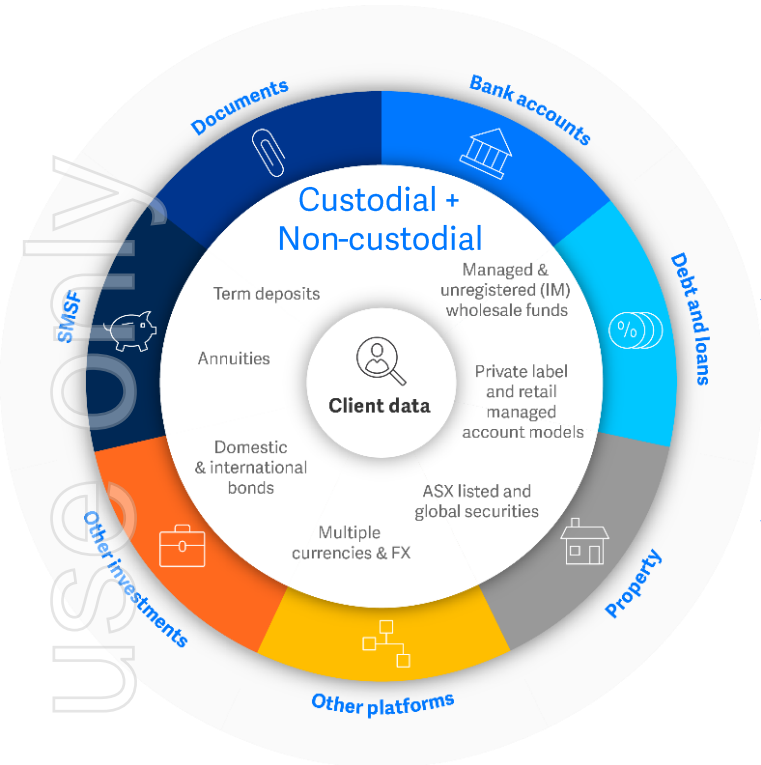 Documents
Bank accounts
Custodial +
Non-custodial
Term deposits
Managed &
unregistered (IM)
wholesale funds
SMSF
Debt and loans
%
Annuities
Client data
Private label
and retail
managed
account models
Domestic
& international
bonds
ASX listed and
global securities
Multiple
currencies & FX
Other investments
Property
Other platforms
use only